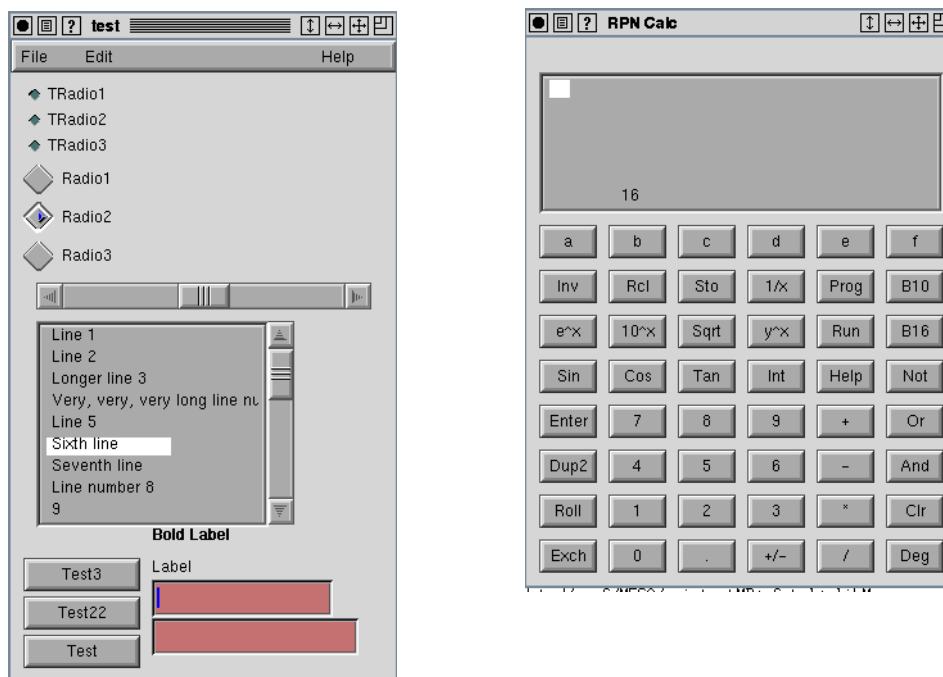 ? test
File Edit Help
TRadio1
TRadio2
TRadio3
Radio1
Radio2
Radio3
Line 1
Line 2
Longer line 3
Very, very, very long line
Line 5
Sixth line
Seventh line
Line number 8
9
Bold Label
Test3 Label
Test22
Test
? RPN Calc
16
a b c d e f
Inv Rcl Sto 1/x Prog B10
e^x 10^x Sqrt y^x Run B16
Sin Cos Tan Int Help Not
Enter 7 8 9 + Or
Dup2 4 5 6 - And
Roll 1 2 3 * Clr
Exch 0 . +/- / Deg